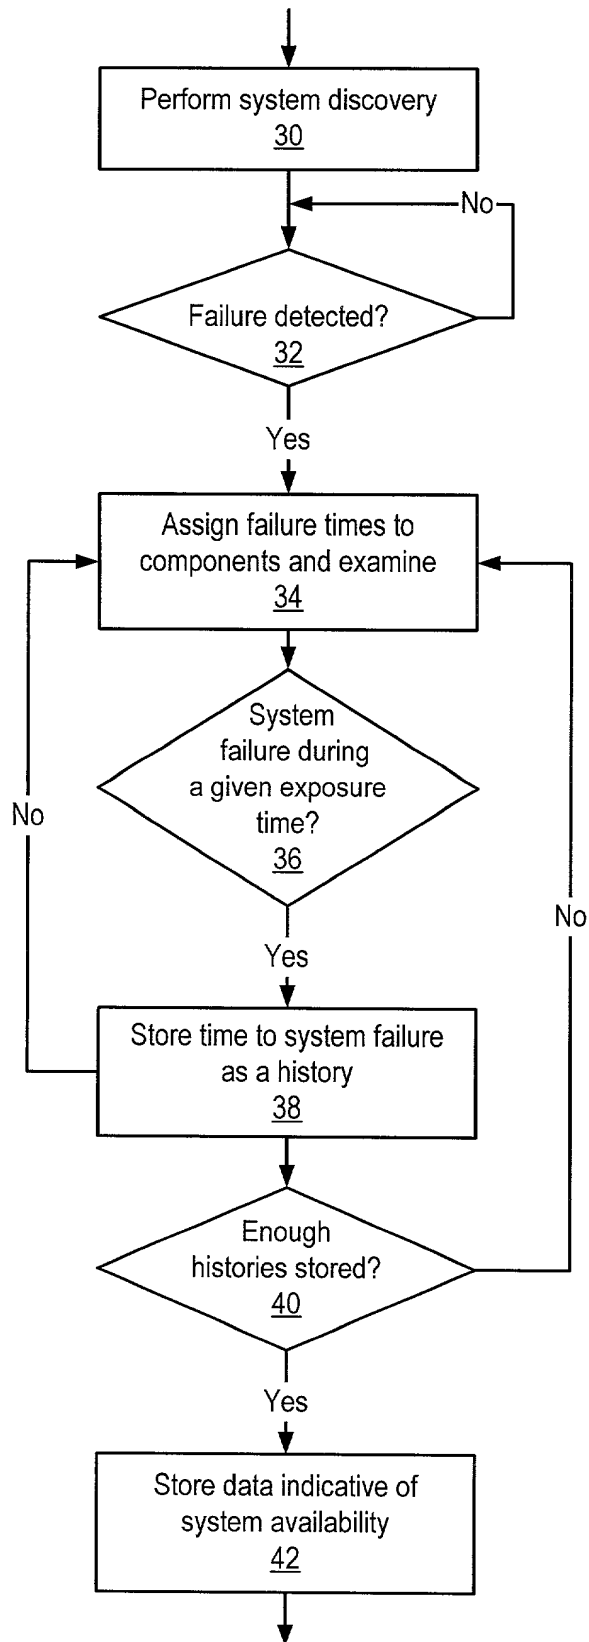 Perform system discovery
30
No
Failure detected?
32
Yes
Assign failure times to
components and examine
34
System
failure during
a given exposure
time?
36
No
No
Yes
Store time to system failure
as a history
38
Enough
histories stored?
40
Yes
Store data indicative of
system availability
42